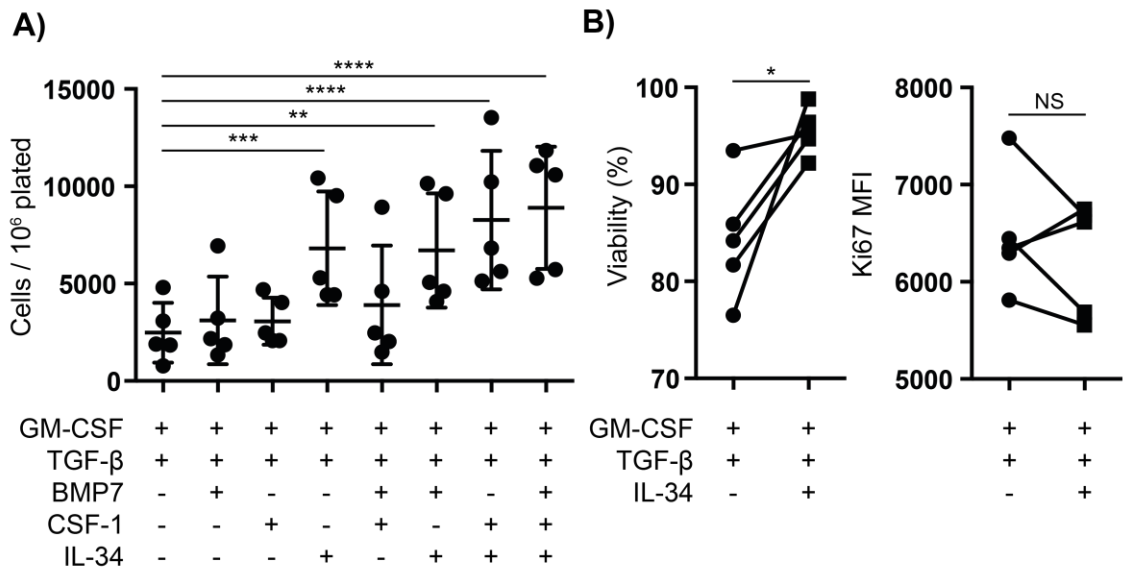 A)
Cells / 10⁶ plated
15000
10000
5000
0
****
****
**
***
GM-CSF + + + + + + + +
TGF-β + + + + + + + +
BMP7 - + - - + + - +
CSF-1 - - + - + - + +
IL-34 - - - + - + + +
B)
Viability (%)
100
90
80
70
*
Ki67 MFI
8000
7000
6000
5000
NS
GM-CSF + + + +
TGF-β + + + +
IL-34 - + - +